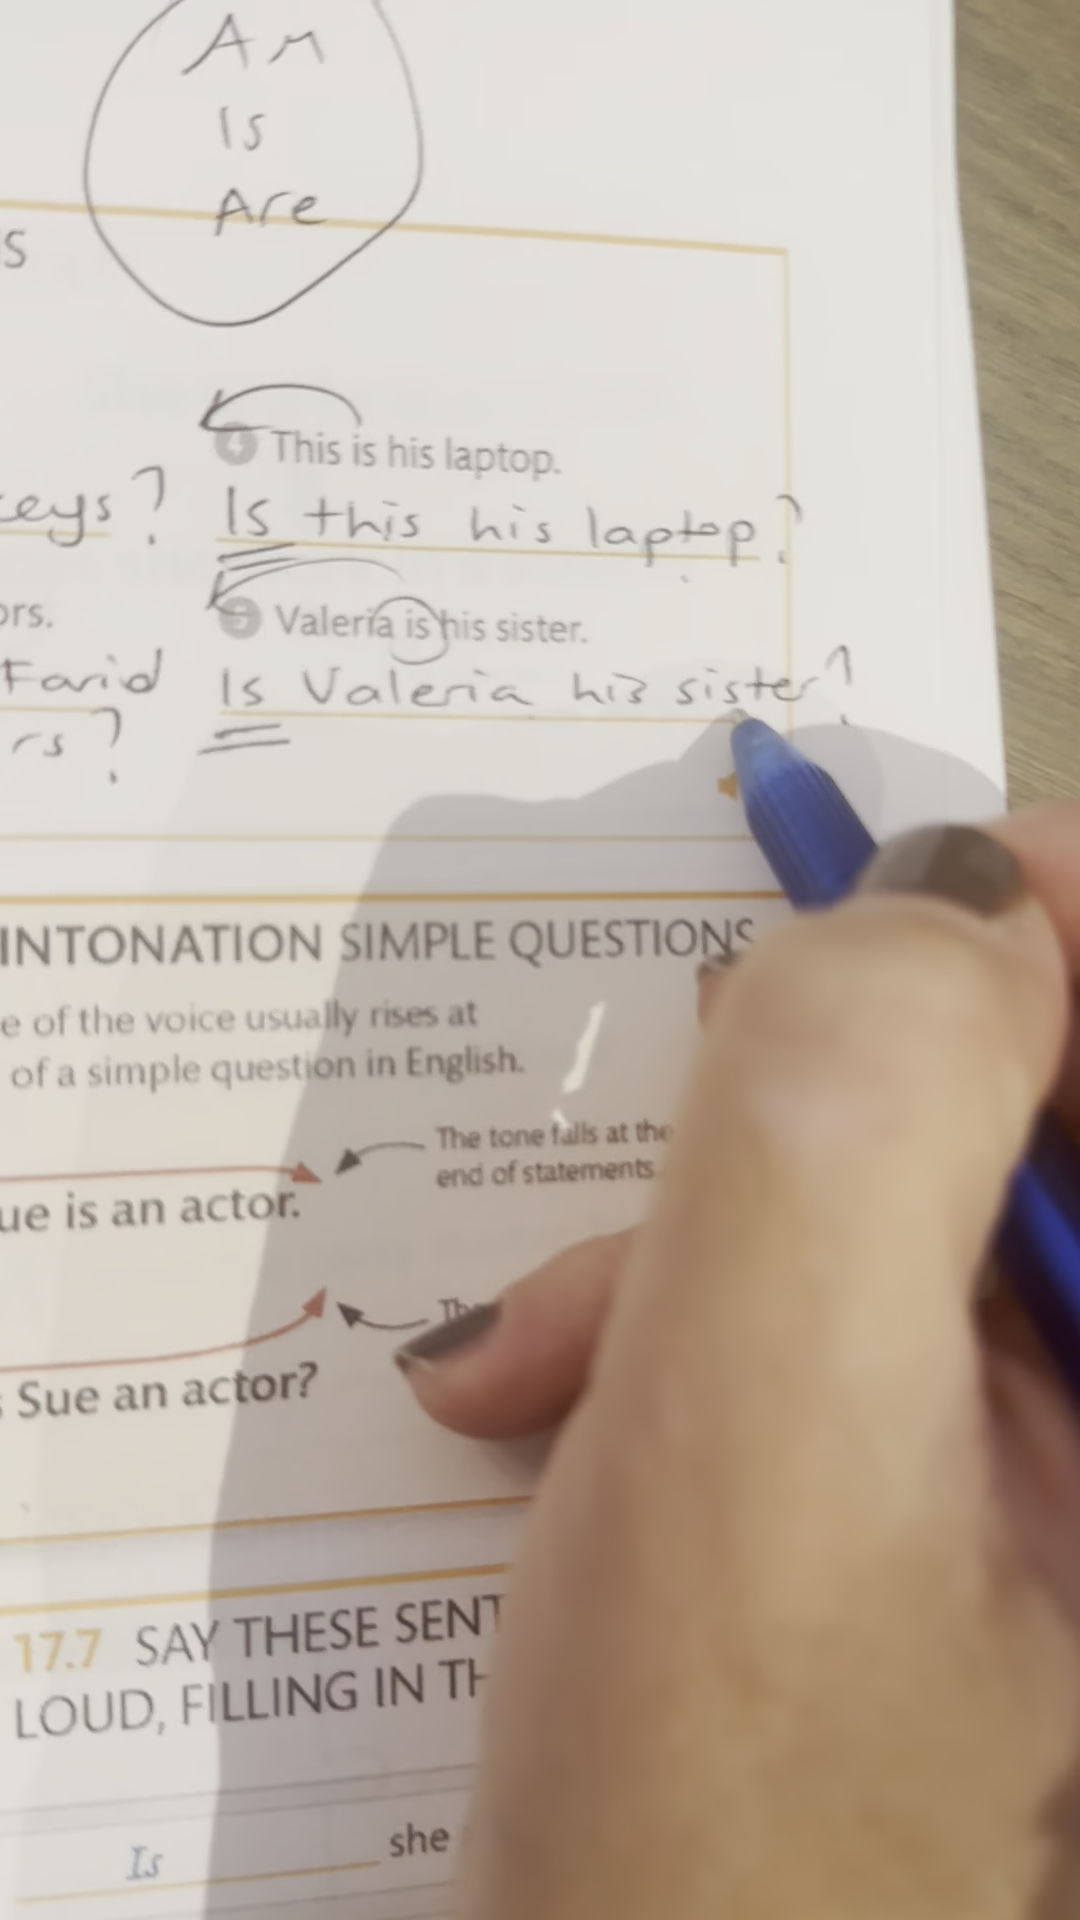 Am
Is
Are
s
4 This is his laptop.
keys? Is this his laptop?
ors.
5 Valeria is his sister.
Farid Is Valeria his sister?
rs?
INTONATION SIMPLE QUESTIONS
e of the voice usually rises at
of a simple question in English.
The tone falls at the
end of statements.
ue is an actor.
Sue an actor?
17.7 SAY THESE SENT
LOUD, FILLING IN TH
Is she